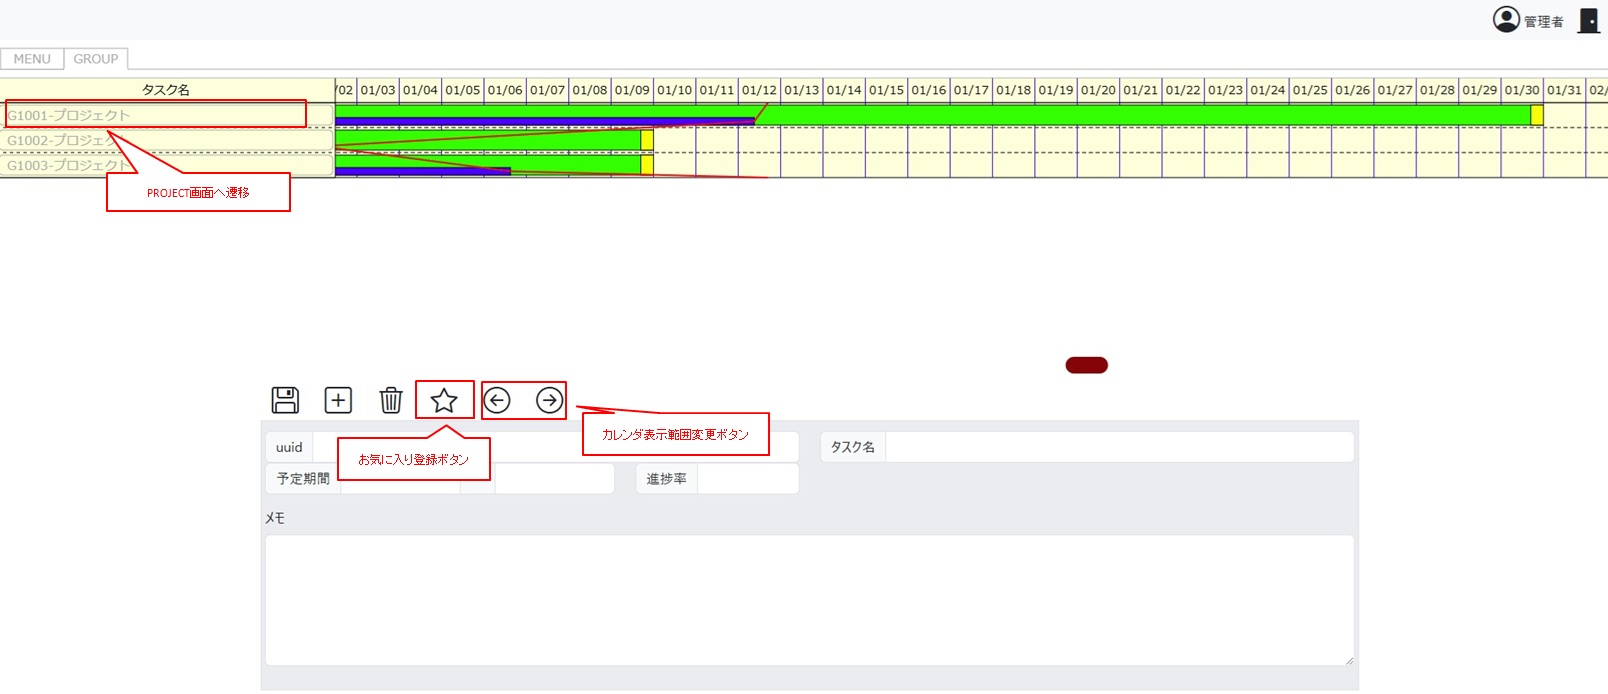 管理者
MENU GROUP
タスク名 /02 01/03 01/04 01/05 01/06 01/07 01/08 01/09 01/10 01/11 01/12 01/13 01/14 01/15 01/16 01/17 01/18 01/19 01/20 01/21 01/22 01/23 01/24 01/25 01/26 01/27 01/28 01/29 01/30 01/31 02/
G1001-プロジェクト
G1002-プロジェク
G1003-プロジェクト
PROJECT画面へ遷移
カレンダ表示範囲変更ボタン
uuid
お気に入り登録ボタン
タスク名
予定期間
進捗率
メモ